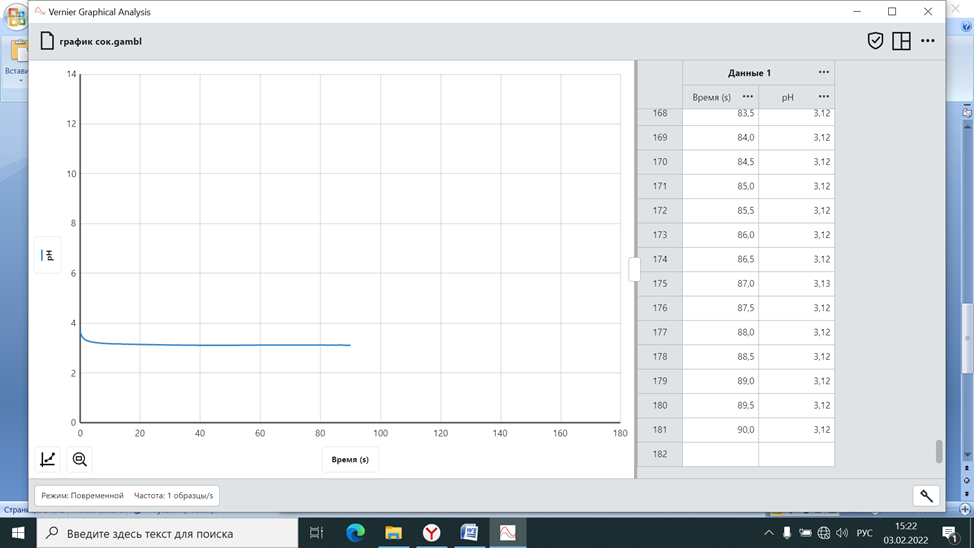 Vernier Graphical Analysis
график сок.gambl
Встави
Данные 1
Время (s) pH
168 83,5 3,12
169 84,0 3,12
170 84,5 3,12
171 85,0 3,12
172 85,5 3,12
173 86,0 3,12
174 86,5 3,12
175 87,0 3,13
176 87,5 3,12
177 88,0 3,12
178 88,5 3,12
179 89,0 3,12
180 89,5 3,12
181 90,0 3,12
182
14
12
10
8
6
4
2
0
pH
0 20 40 60 80 100 120 140 160 180
Время (s)
Режим: Повременной Частота: 1 образцы/s
Страни
Введите здесь текст для поиска
РУС
15:22
03.02.2022
1